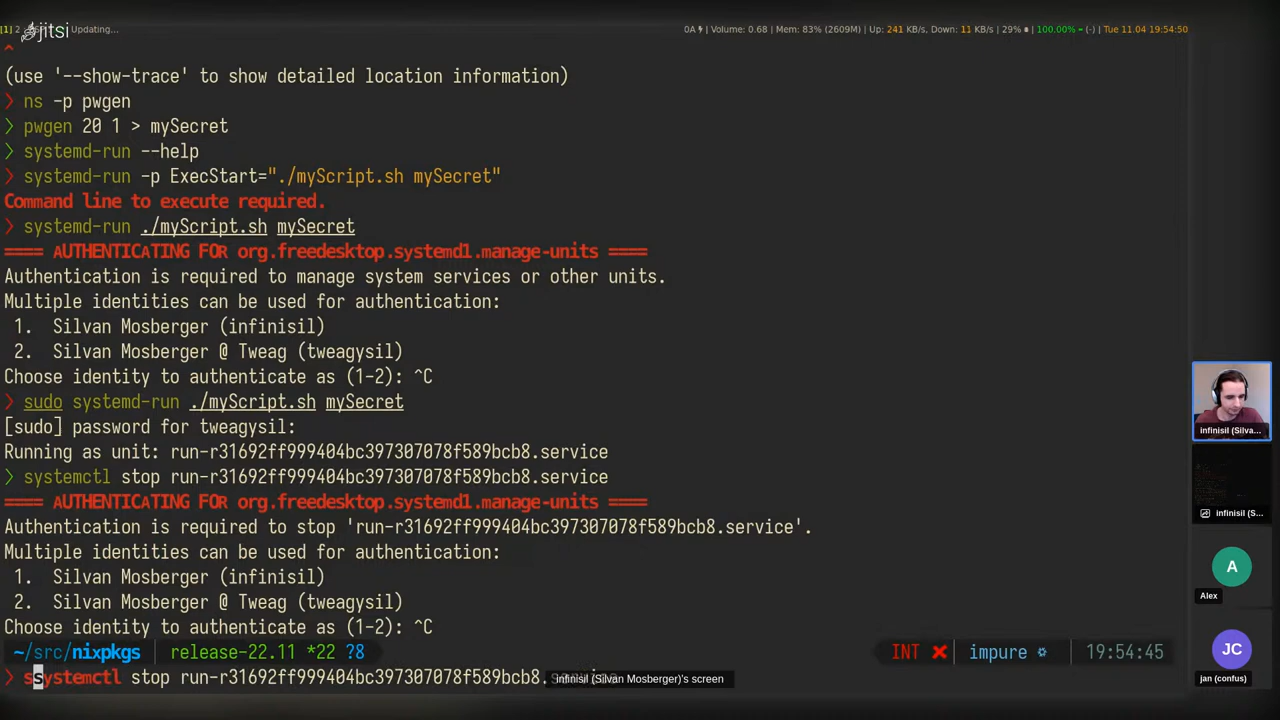 [1] 2 Updating... 0A Volume: 0.68 | Mem: 83% (2609M) | Up: 241 KB/s, Down: 11 KB/s | 29% | 100.00% = (-) | Tue 11.04 19:54:50
jitsi
^
(use '--show-trace' to show detailed location information)
❯ ns -p pwgen
❯ pwgen 20 1 > mySecret
❯ systemd-run --help
❯ systemd-run -p ExecStart="./myScript.sh mySecret"
Command line to execute required.
❯ systemd-run ./myScript.sh mySecret
==== AUTHENTICATING FOR org.freedesktop.systemd1.manage-units ====
Authentication is required to manage system services or other units.
Multiple identities can be used for authentication:
1. Silvan Mosberger (infinisil)
2. Silvan Mosberger @ Tweag (tweagysil)
Choose identity to authenticate as (1-2): ^C
❯ sudo systemd-run ./myScript.sh mySecret
[sudo] password for tweagysil:
Running as unit: run-r31692ff999404bc397307078f589bcb8.service
❯ systemctl stop run-r31692ff999404bc397307078f589bcb8.service
==== AUTHENTICATING FOR org.freedesktop.systemd1.manage-units ====
Authentication is required to stop 'run-r31692ff999404bc397307078f589bcb8.service'.
Multiple identities can be used for authentication:
1. Silvan Mosberger (infinisil)
2. Silvan Mosberger @ Tweag (tweagysil)
Choose identity to authenticate as (1-2): ^C
~/src/nixpkgs release-22.11 *22 ?8 INT ✖ impure 19:54:45
❯ ssystemctl stop run-r31692ff999404bc397307078f589bcb8.
infinisil (Silvan Mosberger)'s screen
infinisil (Silva...
infinisil (S...
A
Alex
JC
jan (confus)